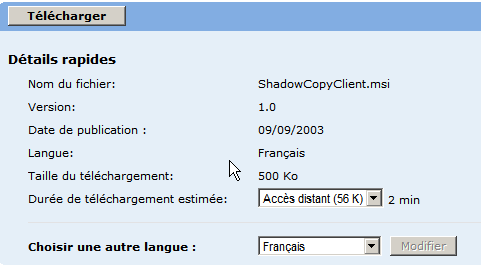 Télécharger
Détails rapides
Nom du fichier: ShadowCopyClient.msi
Version: 1.0
Date de publication : 09/09/2003
Langue: Français
Taille du téléchargement: 500 Ko
Durée de téléchargement estimée: Accès distant (56 K) 2 min
Choisir une autre langue : Français Modifier